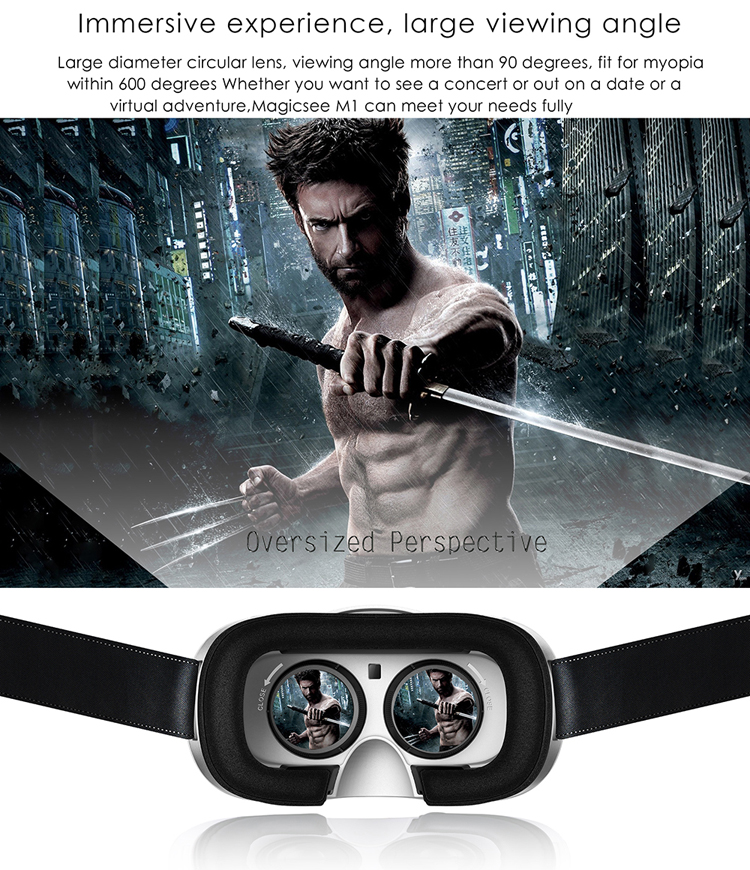 Immersive experience, large viewing angle
Large diameter circular lens, viewing angle more than 90 degrees, fit for myopia
within 600 degrees Whether you want to see a concert or out on a date or a
virtual adventure,Magicsee M1 can meet your needs fully
住友
Oversized Perspective
CLOSE